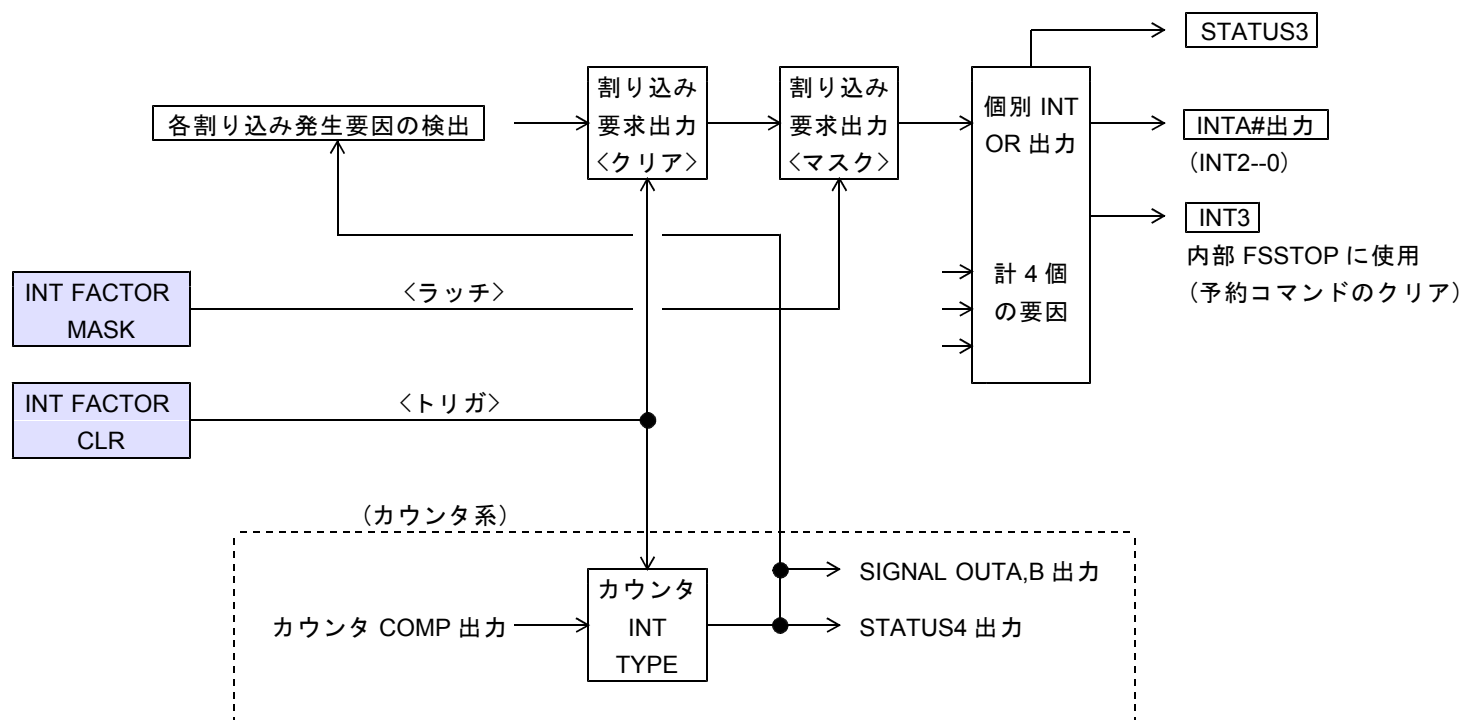 STATUS3
割り込み
要求出力
〈クリア〉
割り込み
要求出力
〈マスク〉
個別 INT
OR 出力
各割り込み発生要因の検出
INTA#出力
(INT2--0)
INT3
内部 FSSTOP に使用
(予約コマンドのクリア)
計 4 個
の要因
INT FACTOR
MASK
〈ラッチ〉
INT FACTOR
CLR
〈トリガ〉
(カウンタ系)
カウンタ COMP 出力
カウンタ
INT
TYPE
SIGNAL OUTA,B 出力
STATUS4 出力